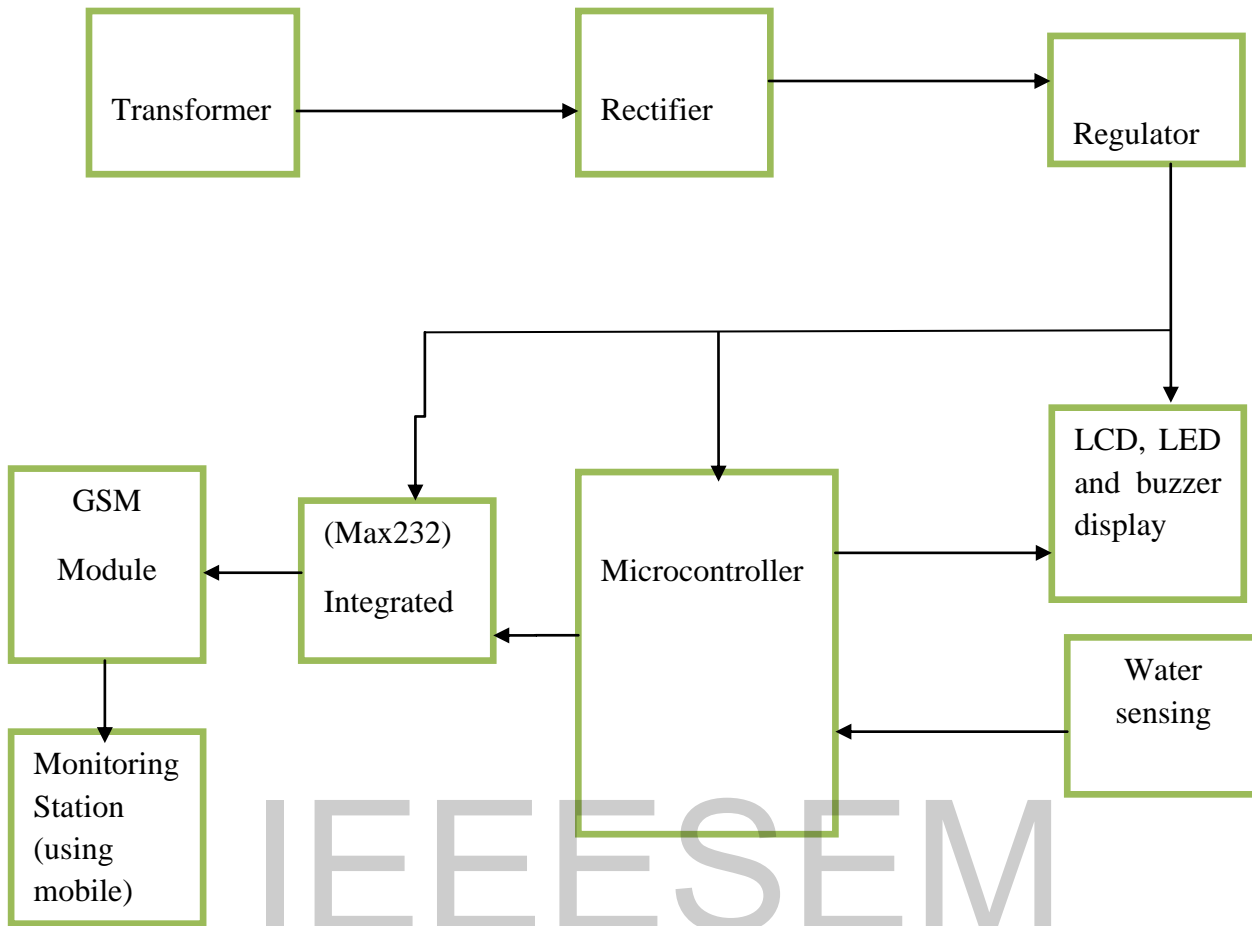 Transformer
Rectifier
Regulator
LCD, LED
and buzzer
display
GSM
Module
(Max232)
Integrated
Microcontroller
Water
sensing
Monitoring
Station
(using
mobile)
IEEESEM